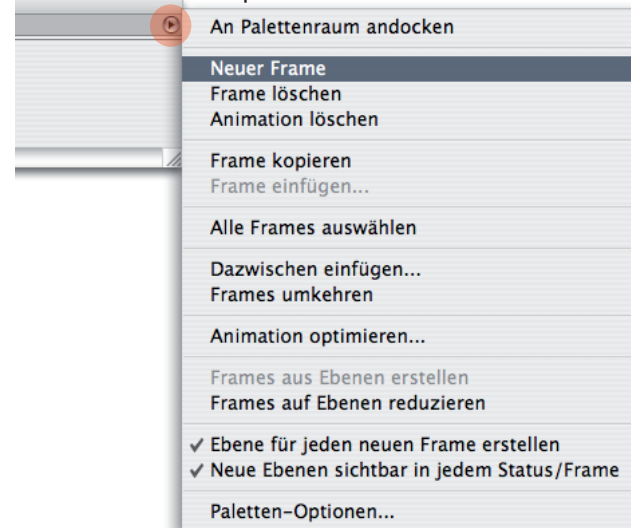 An Palettenraum andocken
Neuer Frame
Frame löschen
Animation löschen
Frame kopieren
Frame einfügen...
Alle Frames auswählen
Dazwischen einfügen...
Frames umkehren
Animation optimieren...
Frames aus Ebenen erstellen
Frames auf Ebenen reduzieren
Ebene für jeden neuen Frame erstellen
Neue Ebenen sichtbar in jedem Status/Frame
Paletten-Optionen...